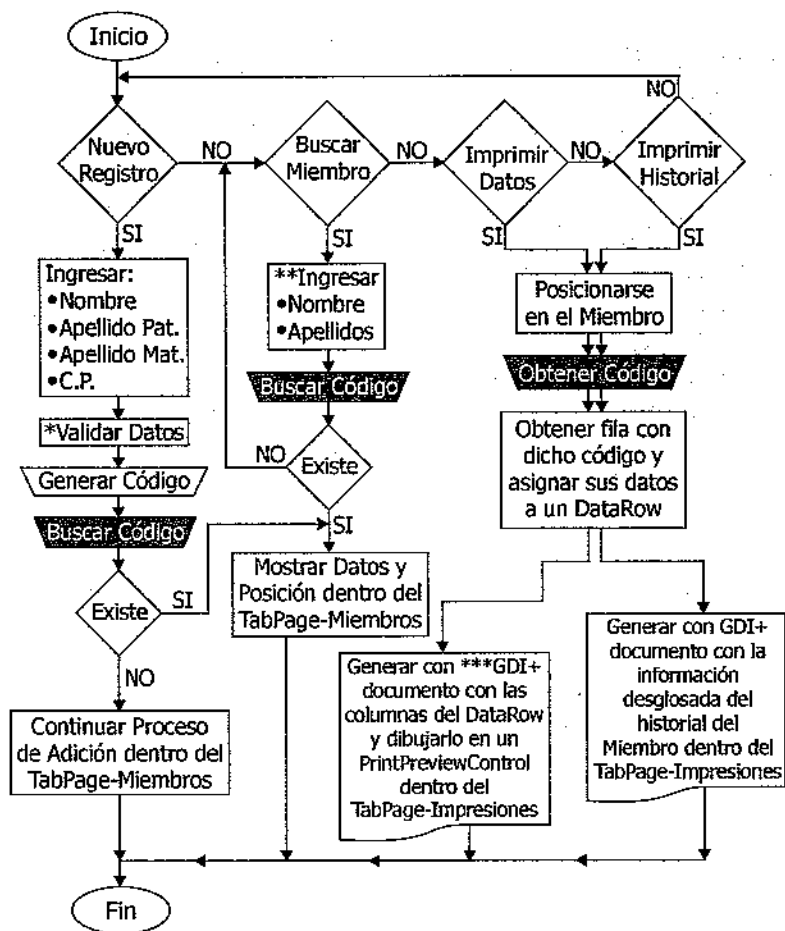 Inicio
NO
Nuevo
Registro
NO
Buscar
Miembro
NO
Imprimir
Datos
NO
Imprimir
Historial
SI
SI
SI
SI
Ingresar:
•Nombre
•Apellido Pat.
•Apellido Mat.
•C.P.
**Ingresar
•Nombre
•Apellidos
Posicionarse
en el Miembro
Buscar Código
Obtener Código
*Validar Datos
Generar Código
Buscar Código
NO
Existe
SI
Obtener fila con
dicho código y
asignar sus datos
a un DataRow
Existe
SI
NO
Mostrar Datos y
Posición dentro del
TabPage-Miembros
Continuar Proceso
de Adición dentro del
TabPage-Miembros
Generar con ***GDI+
documento con las
columnas del DataRow
y dibujarlo en un
PrintPreviewControl
dentro del
TabPage-Impresiones
Generar con GDI+
documento con la
información
desglosada del
historial del
Miembro dentro del
TabPage-Impresiones
Fin